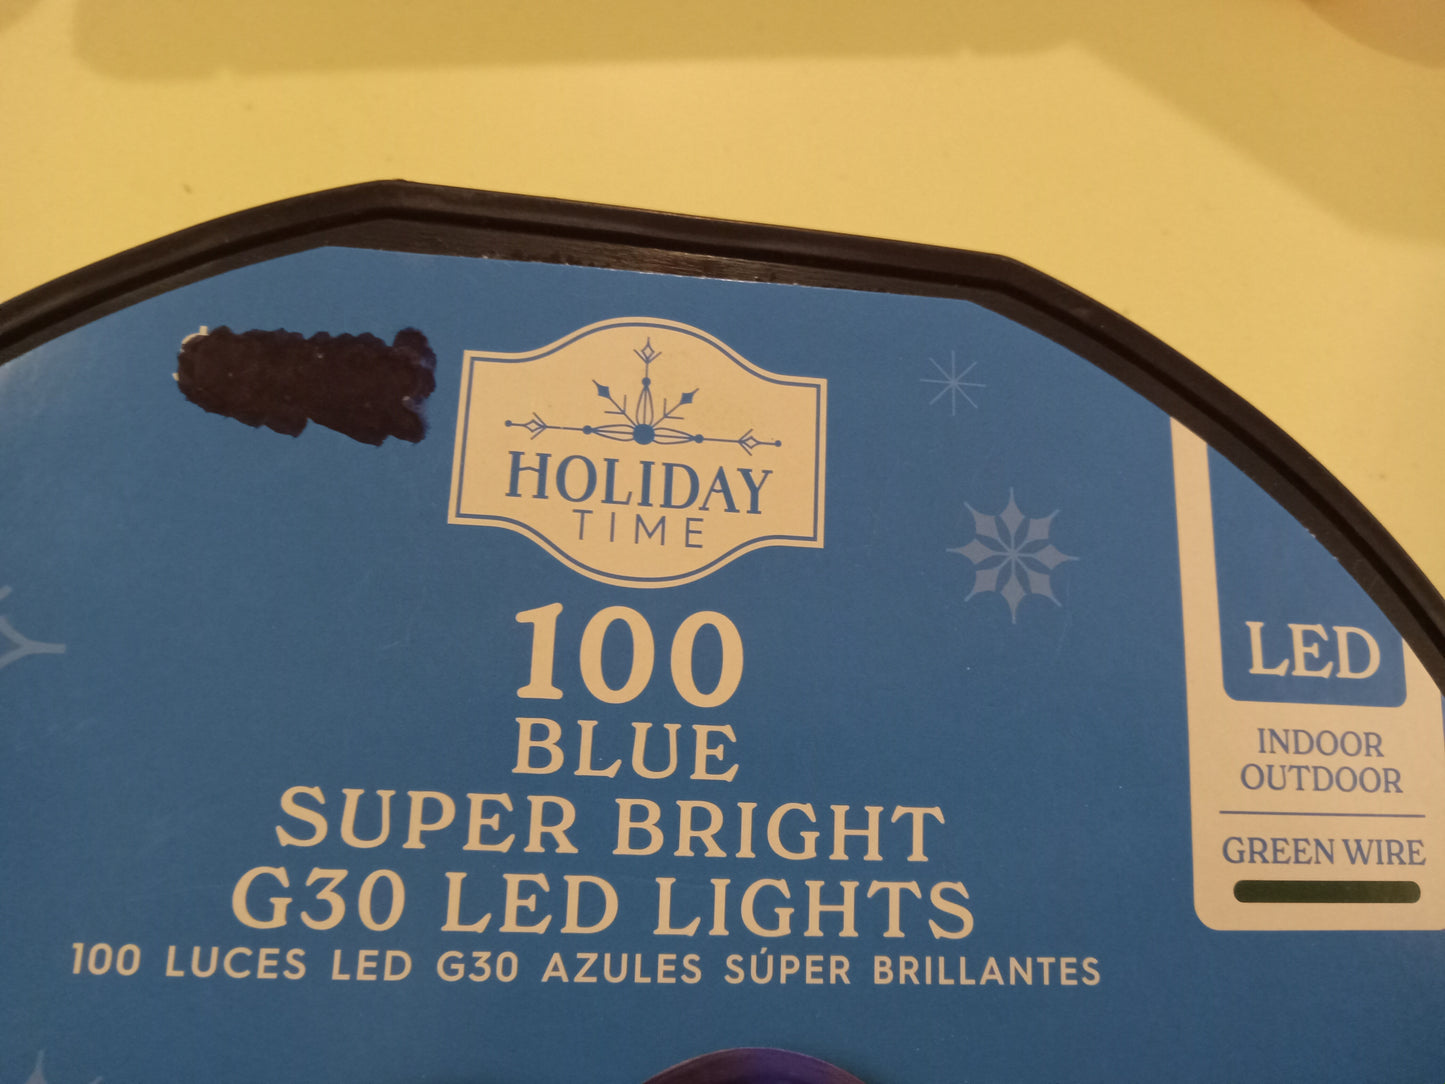 HOLIDAY
TIME
100
BLUE
SUPER BRIGHT
G30 LED LIGHTS
100 LUCES LED G30 AZULES SÚPER BRILLANTES
LED
INDOOR
OUTDOOR
GREEN WIRE